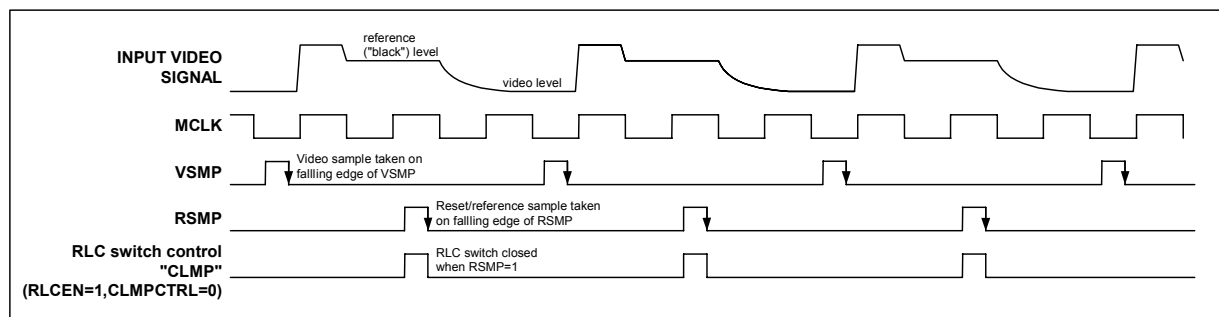 INPUT VIDEO
SIGNAL
reference
("black") level
video level
MCLK
VSMP
Video sample taken on
fallling edge of VSMP
RSMP
Reset/reference sample taken
on fallling edge of RSMP
RLC switch control
"CLMP"
(RLCEN=1,CLMPCTRL=0)
RLC switch closed
when RSMP=1